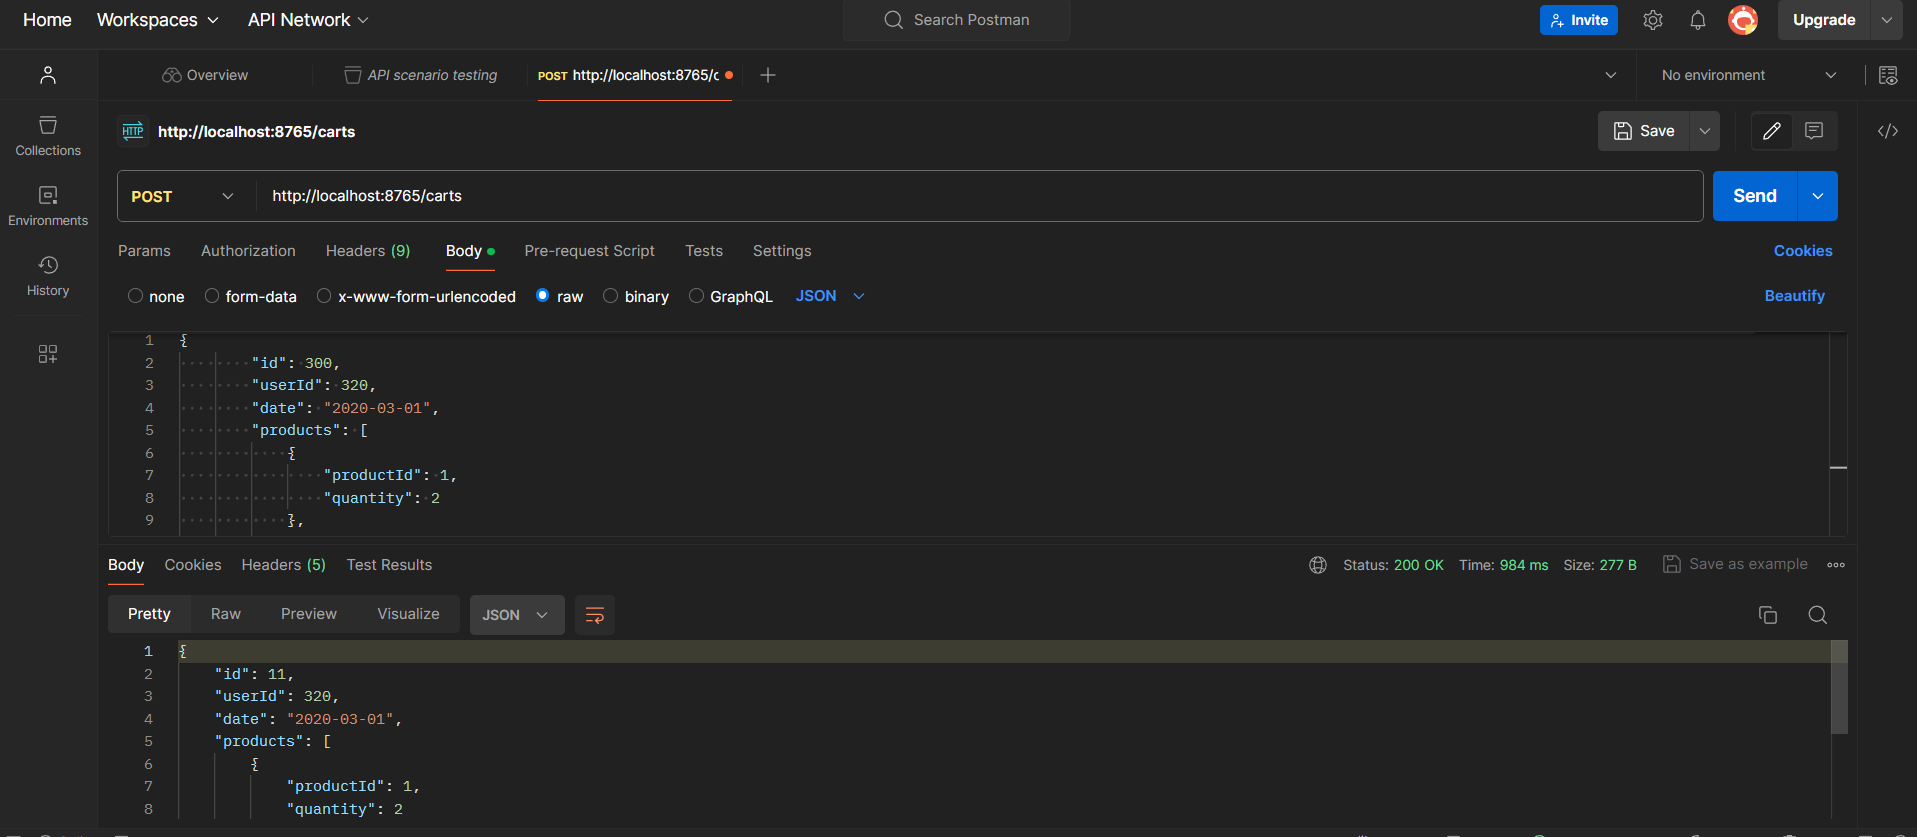 Home Workspaces API Network Search Postman Invite Upgrade
Overview API scenario testing POST http://localhost:8765/c No environment
HTTP http://localhost:8765/carts Save
Collections
POST http://localhost:8765/carts Send
Environments
Params Authorization Headers (9) Body Pre-request Script Tests Settings Cookies
History
none form-data x-www-form-urlencoded raw binary GraphQL JSON Beautify
1 {
2 "id": 300,
3 "userId": 320,
4 "date": "2020-03-01",
5 "products": [
6 {
7 "productId": 1,
8 "quantity": 2
9 },
Body Cookies Headers (5) Test Results Status: 200 OK Time: 984 ms Size: 277 B Save as example
Pretty Raw Preview Visualize JSON
1 {
2 "id": 11,
3 "userId": 320,
4 "date": "2020-03-01",
5 "products": [
6 {
7 "productId": 1,
8 "quantity": 2